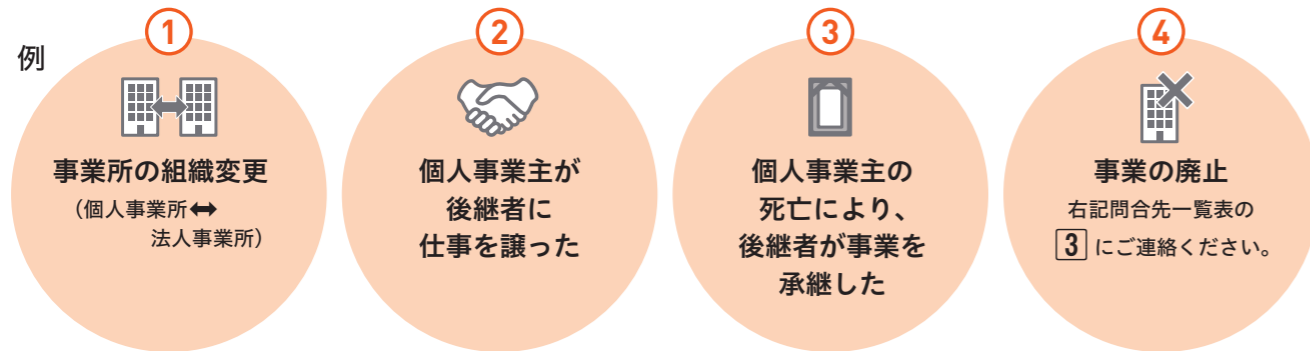 例
①
事業所の組織変更
（個人事業所⬌
法人事業所）
②
個人事業主が
後継者に
仕事を譲った
③
個人事業主の
死亡により、
後継者が事業を
承継した
④
事業の廃止
右記問合先一覧表の
3 にご連絡ください。